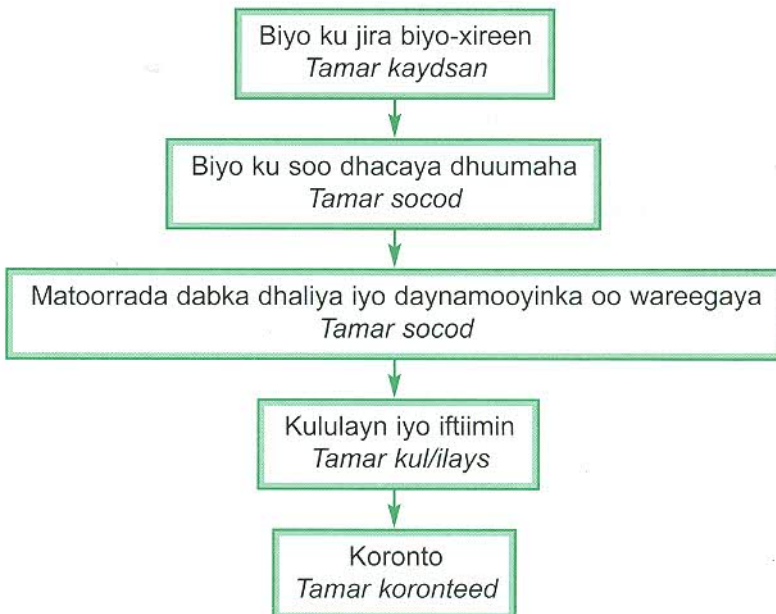 Biyo ku jira biyo-xireen
Tamar kaydsan
Biyo ku soo dhacaya dhuumaha
Tamar socod
Matoorrada dabka dhaliya iyo daynamooyinka oo wareegaya
Tamar socod
Kululayn iyo iftiimin
Tamar kul/ilays
Koronto
Tamar koronteed